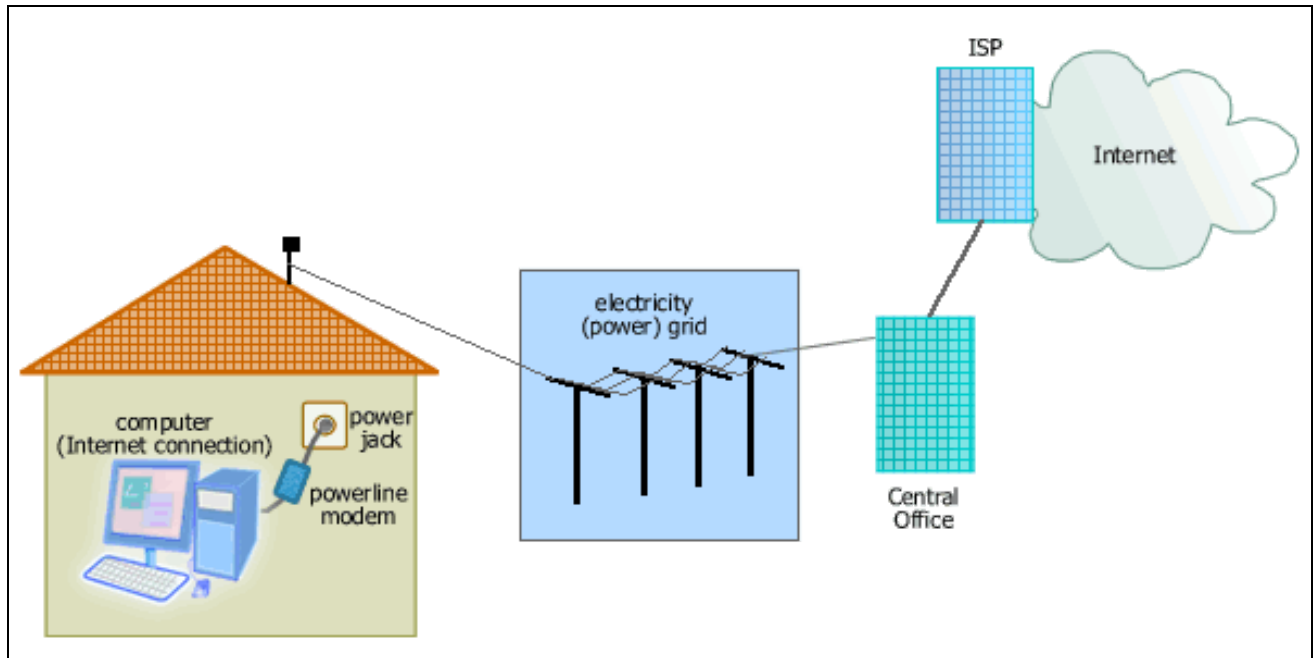 ISP
Internet
electricity
(power) grid
computer
(Internet connection)
power
jack
powerline
modem
Central
Office